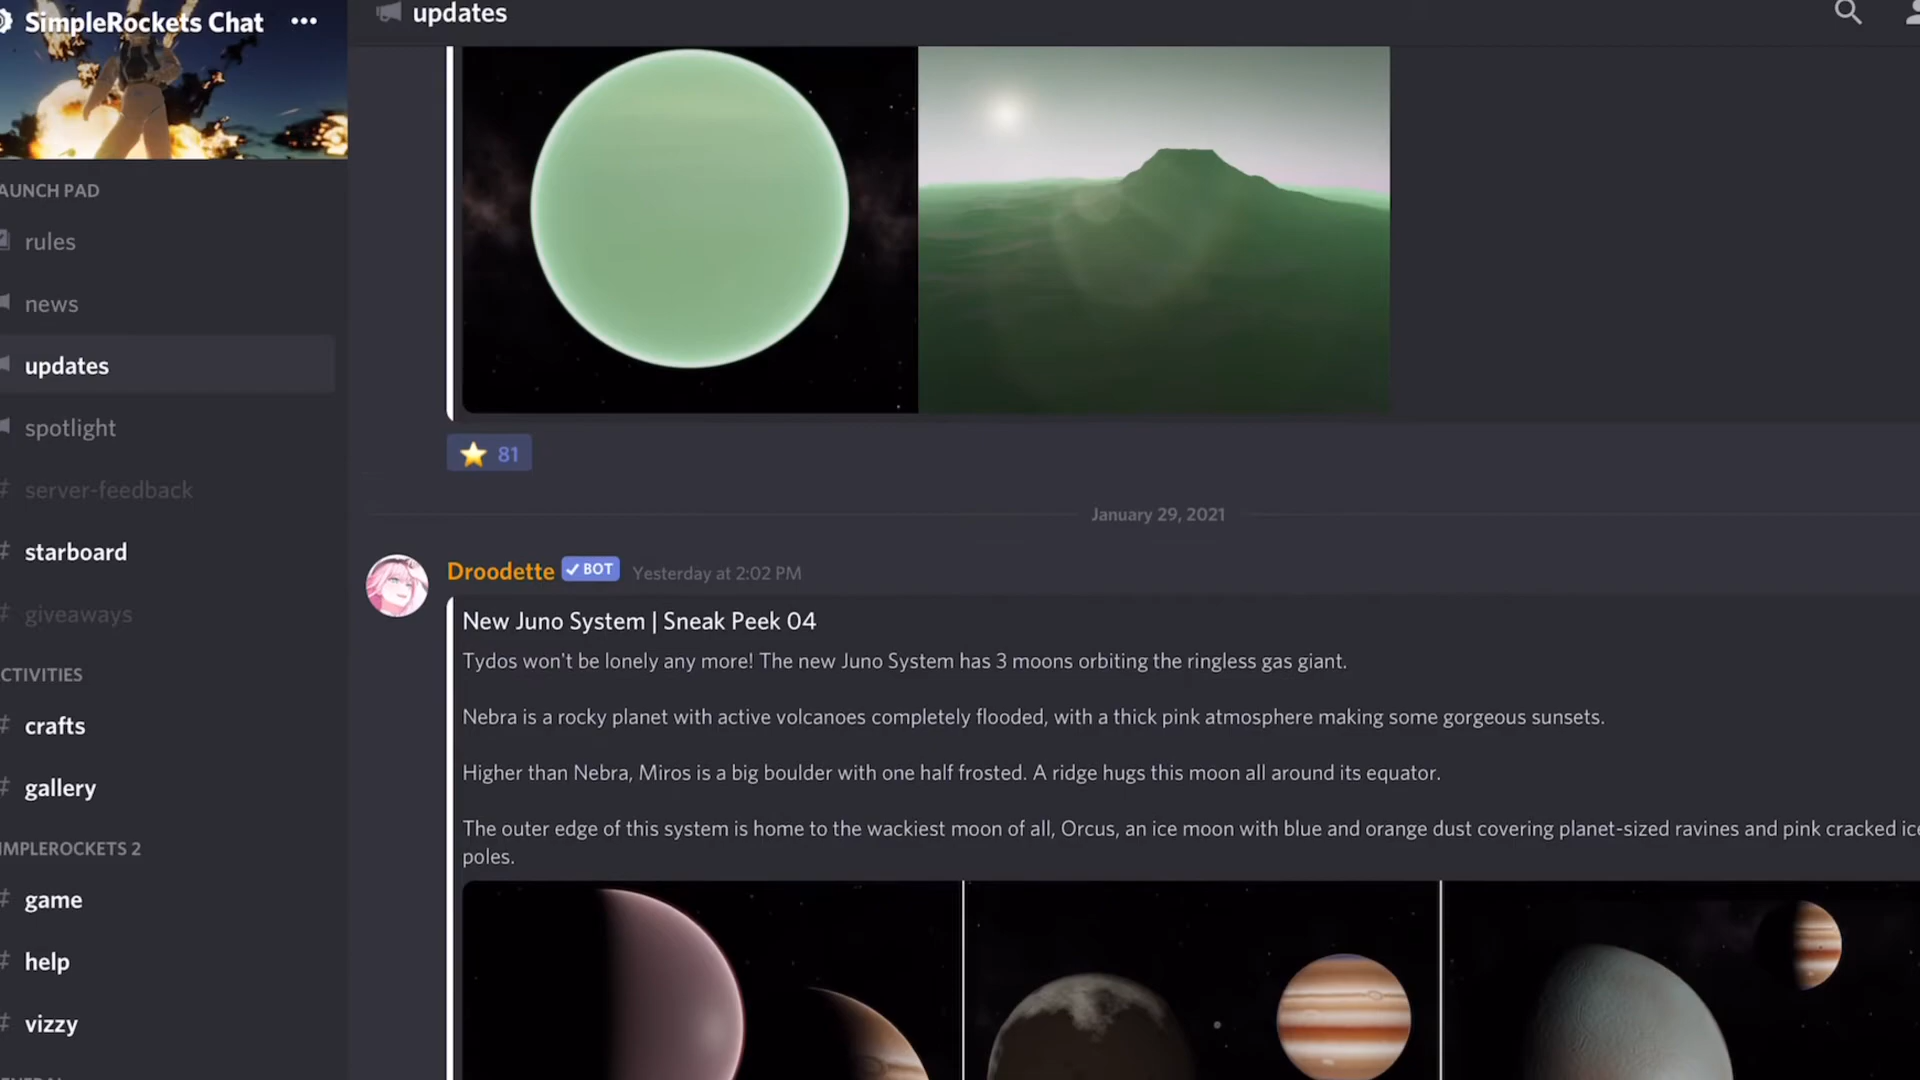 SimpleRockets Chat
updates
AUNCH PAD
rules
news
updates
spotlight
server-feedback
starboard
giveaways
CTIVITIES
crafts
gallery
IMPLEROCKETS 2
game
help
vizzy
81
January 29, 2021
Droodette BOT Yesterday at 2:02 PM
New Juno System | Sneak Peek 04
Tydos won't be lonely any more! The new Juno System has 3 moons orbiting the ringless gas giant.
Nebra is a rocky planet with active volcanoes completely flooded, with a thick pink atmosphere making some gorgeous sunsets.
Higher than Nebra, Miros is a big boulder with one half frosted. A ridge hugs this moon all around its equator.
The outer edge of this system is home to the wackiest moon of all, Orcus, an ice moon with blue and orange dust covering planet-sized ravines and pink cracked ice
poles.